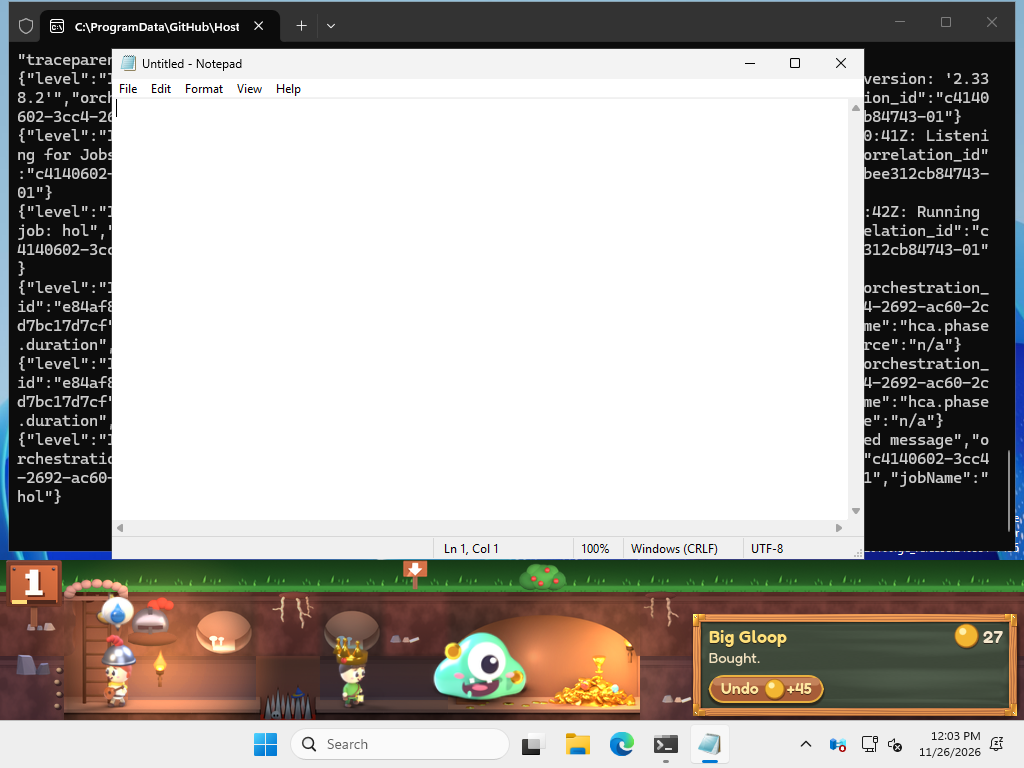 C:\ProgramData\GitHub\Host
"traceparen
{"level":"I
version: '2.33
8.2'","orch
ion_id":"c4140
602-3cc4-26
cb84743-01"}
{"level":"I
0:41Z: Listeni
ng for Jobs
orrelation_id"
:"c4140602-
bee312cb84743-
01"}
{"level":"I
:42Z: Running
job: hol","
elation_id":"c
4140602-3cc
312cb84743-01"
}
{"level":"I
orchestration_
id":"e84af8
4-2692-ac60-2c
d7bc17d7cf"
me":"hca.phase
.duration",
rce":"n/a"}
{"level":"I
orchestration_
id":"e84af8
4-2692-ac60-2c
d7bc17d7cf"
me":"hca.phase
.duration",
e":"n/a"}
{"level":"I
ed message","o
rchestratio
"c4140602-3cc4
-2692-ac60-
1","jobName":"
hol"}
Untitled - Notepad
File Edit Format View Help
Ln 1, Col 1 100% Windows (CRLF) UTF-8
1
Big Gloop 27
Bought.
Undo +45
Search
12:03 PM
11/26/2026